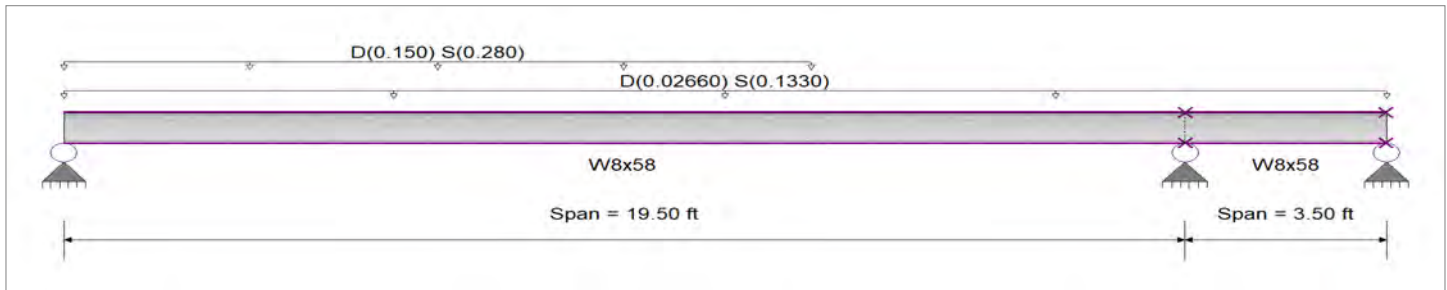 D(0.150) S(0.280)
D(0.02660) S(0.1330)
W8x58
W8x58
Span = 19.50 ft
Span = 3.50 ft